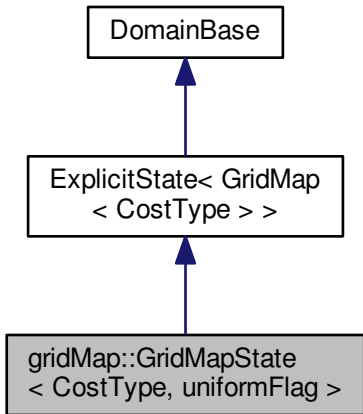 DomainBase
ExplicitState< GridMap
< CostType > >
gridMap::GridMapState
< CostType, uniformFlag >